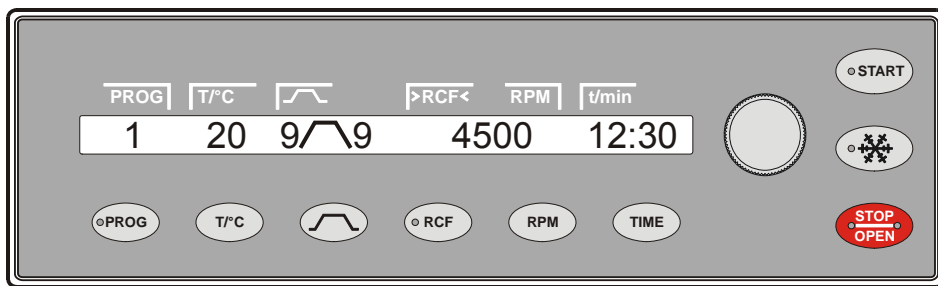 START
PROG T/°C >RCF< RPM t/min
1 20 9 9 4500 12:30
PROG T/°C RCF RPM TIME
STOP
OPEN